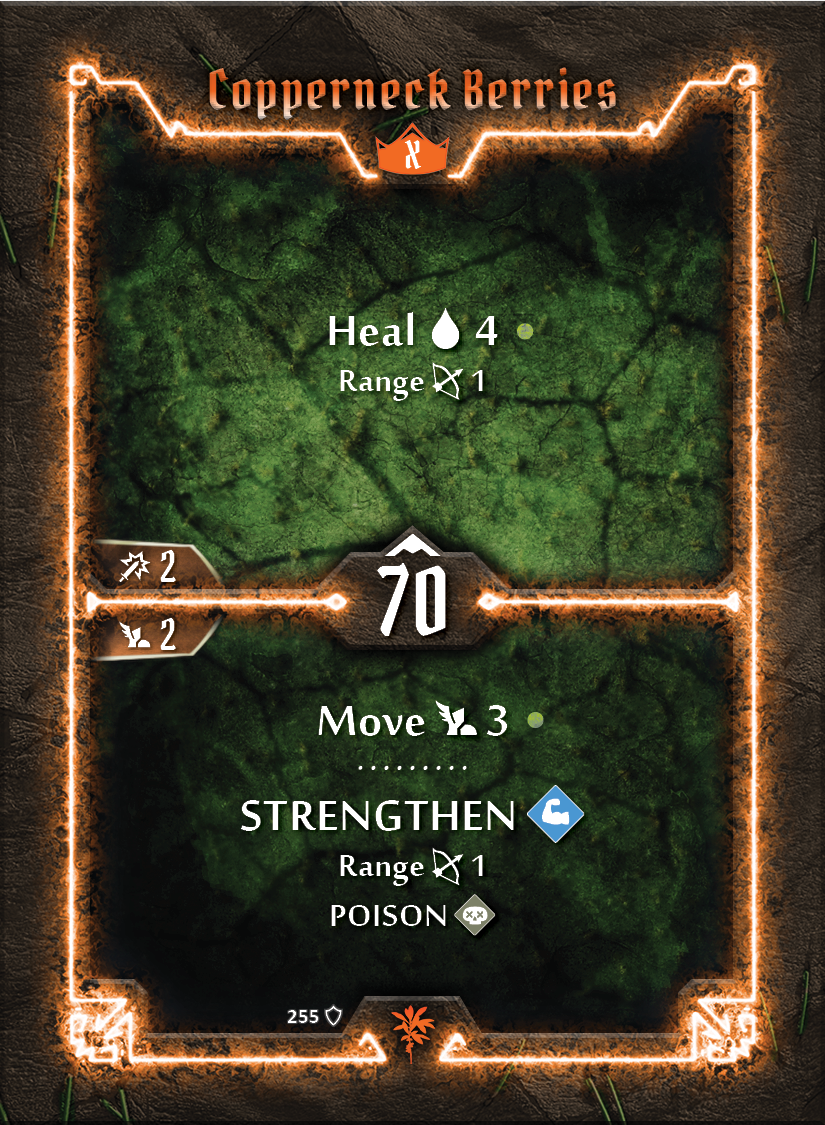 Copperneck Berries
X
Heal 4
Range 1
2
70
2
Move 3
STRENGTHEN
Range 1
POISON
255